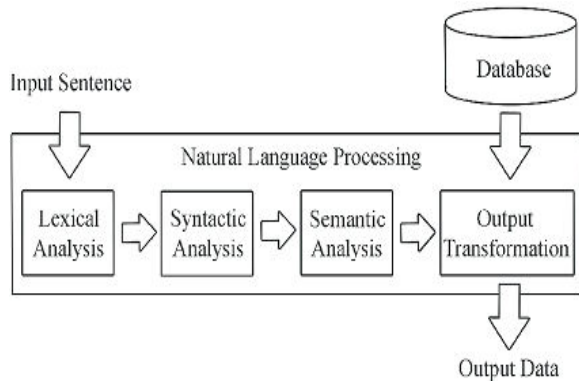 Database
Input Sentence
Natural Language Processing
Lexical
Analysis
Syntactic
Analysis
Semantic
Analysis
Output
Transformation
Output Data